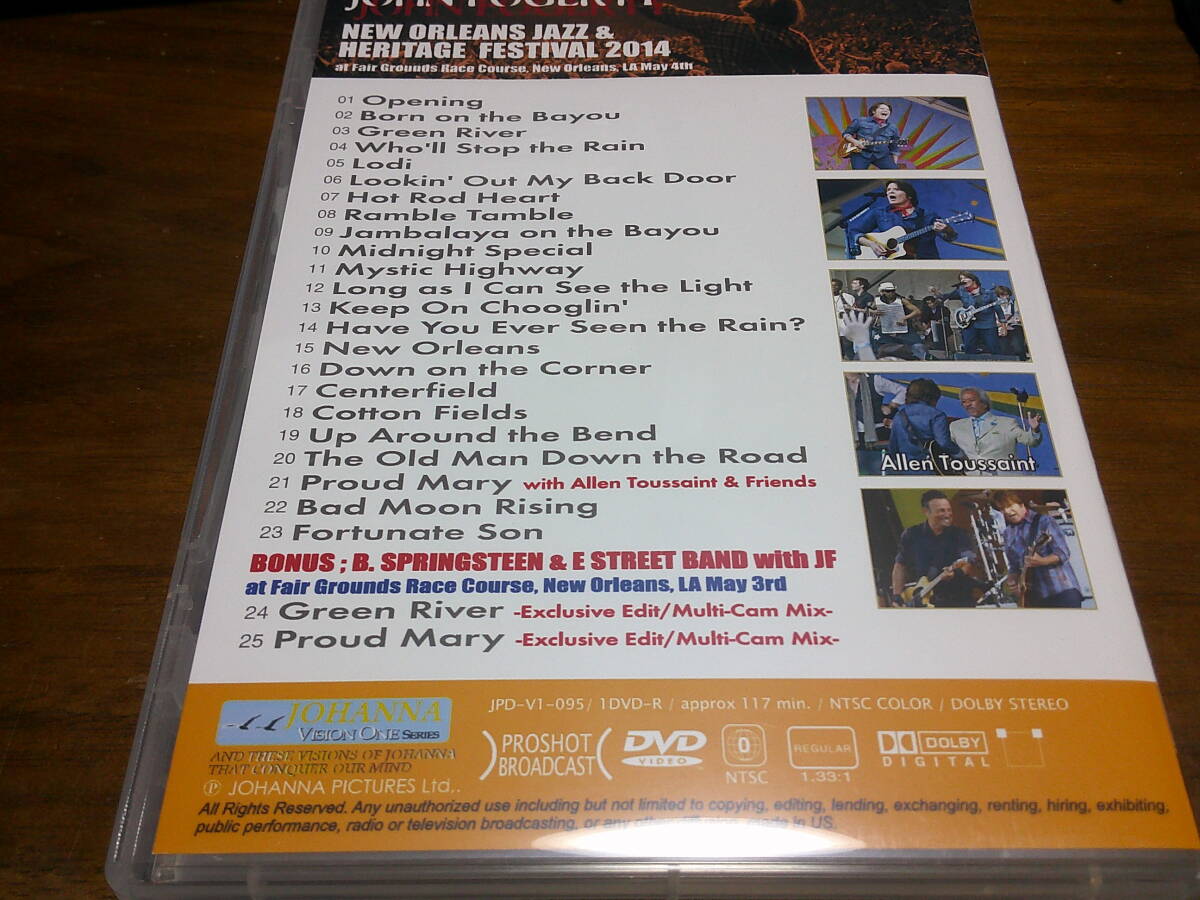 JOHN FOGERTY
NEW ORLEANS JAZZ &
HERITAGE FESTIVAL 2014
at Fair Grounds Race Course, New Orleans, LA May 4th
01 Opening
02 Born on the Bayou
03 Green River
04 Who'll Stop the Rain
05 Lodi
06 Lookin' Out My Back Door
07 Hot Rod Heart
08 Ramble Tamble
09 Jambalaya on the Bayou
10 Midnight Special
11 Mystic Highway
12 Long as I Can See the Light
13 Keep On Chooglin'
14 Have You Ever Seen the Rain?
15 New Orleans
16 Down on the Corner
17 Centerfield
18 Cotton Fields
19 Up Around the Bend
20 The Old Man Down the Road
21 Proud Mary with Allen Toussaint & Friends
22 Bad Moon Rising
23 Fortunate Son
Allen Toussaint
BONUS ; B. SPRINGSTEEN & E STREET BAND with JF
at Fair Grounds Race Course, New Orleans, LA May 3rd
24 Green River -Exclusive Edit/Multi-Cam Mix-
25 Proud Mary -Exclusive Edit/Multi-Cam Mix-
JPD-V1-095/ 1DVD-R / approx 117 min. / NTSC COLOR / DOLBY STEREO
JOHANNA
VISION ONE SERIES
AND THESE VISIONS OF JOHANNA
THAT CONQUER OUR MIND
℗ JOHANNA PICTURES Ltd..
PROSHOT
BROADCAST
DVD
VIDEO
0
NTSC
REGULAR
1.33:1
DOLBY
DIGITAL
All Rights Reserved. Any unauthorized use including but not limited to copying, editing, lending, exchanging, renting, hiring, exhibiting,
public performance, radio or television broadcasting, or any other diffusion, made in US.